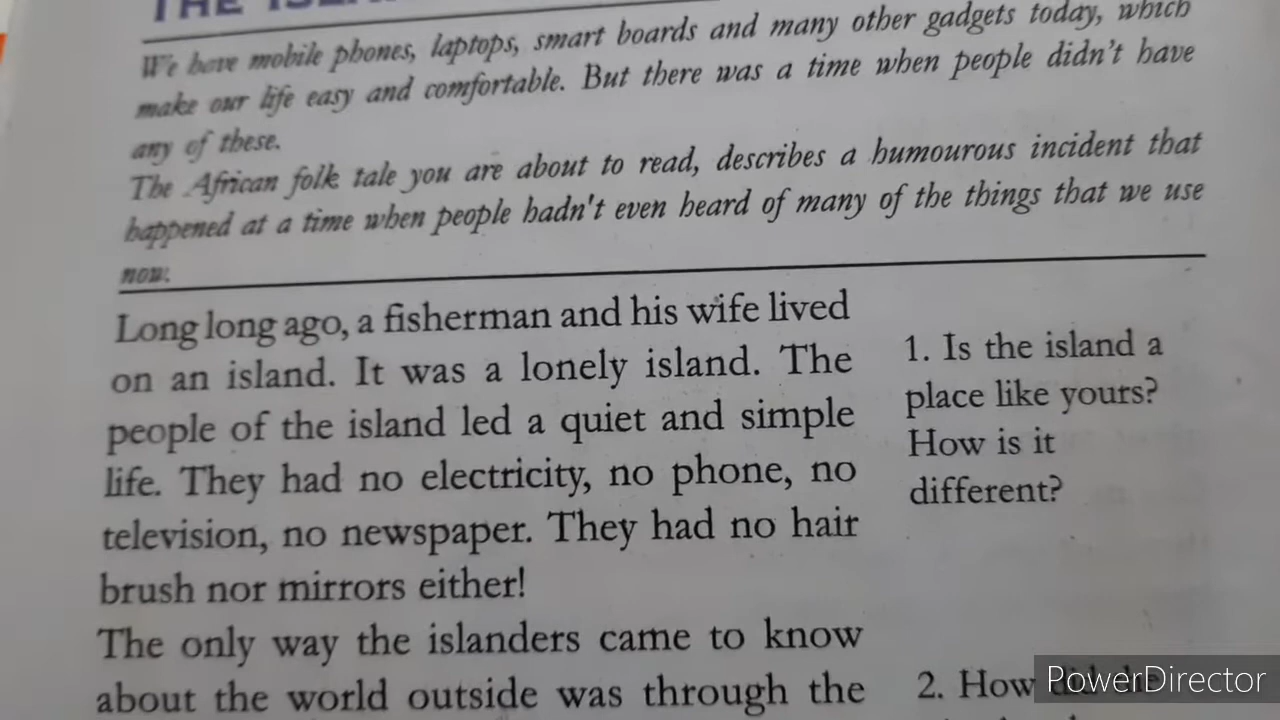 We have mobile phones, laptops, smart boards and many other gadgets today, which
make our life easy and comfortable. But there was a time when people didn't have
any of these.
The African folk tale you are about to read, describes a humourous incident that
happened at a time when people hadn't even heard of many of the things that we use
now.
Long long ago, a fisherman and his wife lived
on an island. It was a lonely island. The
people of the island led a quiet and simple
life. They had no electricity, no phone, no
television, no newspaper. They had no hair
brush nor mirrors either!
The only way the islanders came to know
about the world outside was through the
1. Is the island a
place like yours?
How is it
different?
2. How did the
PowerDirector